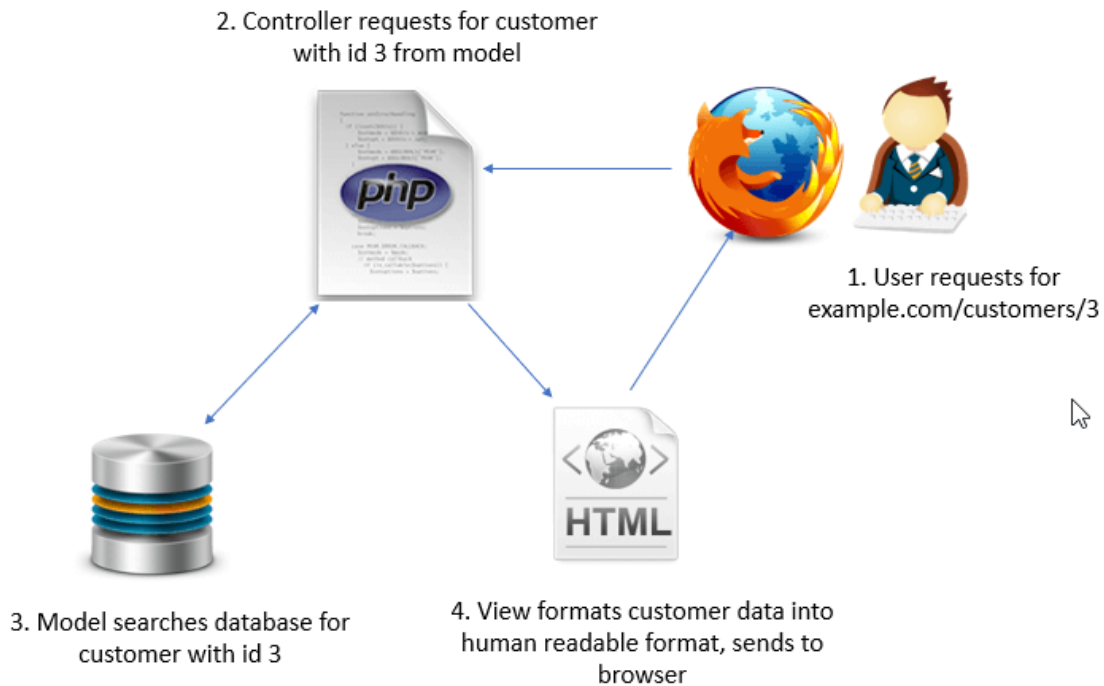 2. Controller requests for customer
with id 3 from model
php
1. User requests for
example.com/customers/3
HTML
3. Model searches database for
customer with id 3
4. View formats customer data into
human readable format, sends to
browser